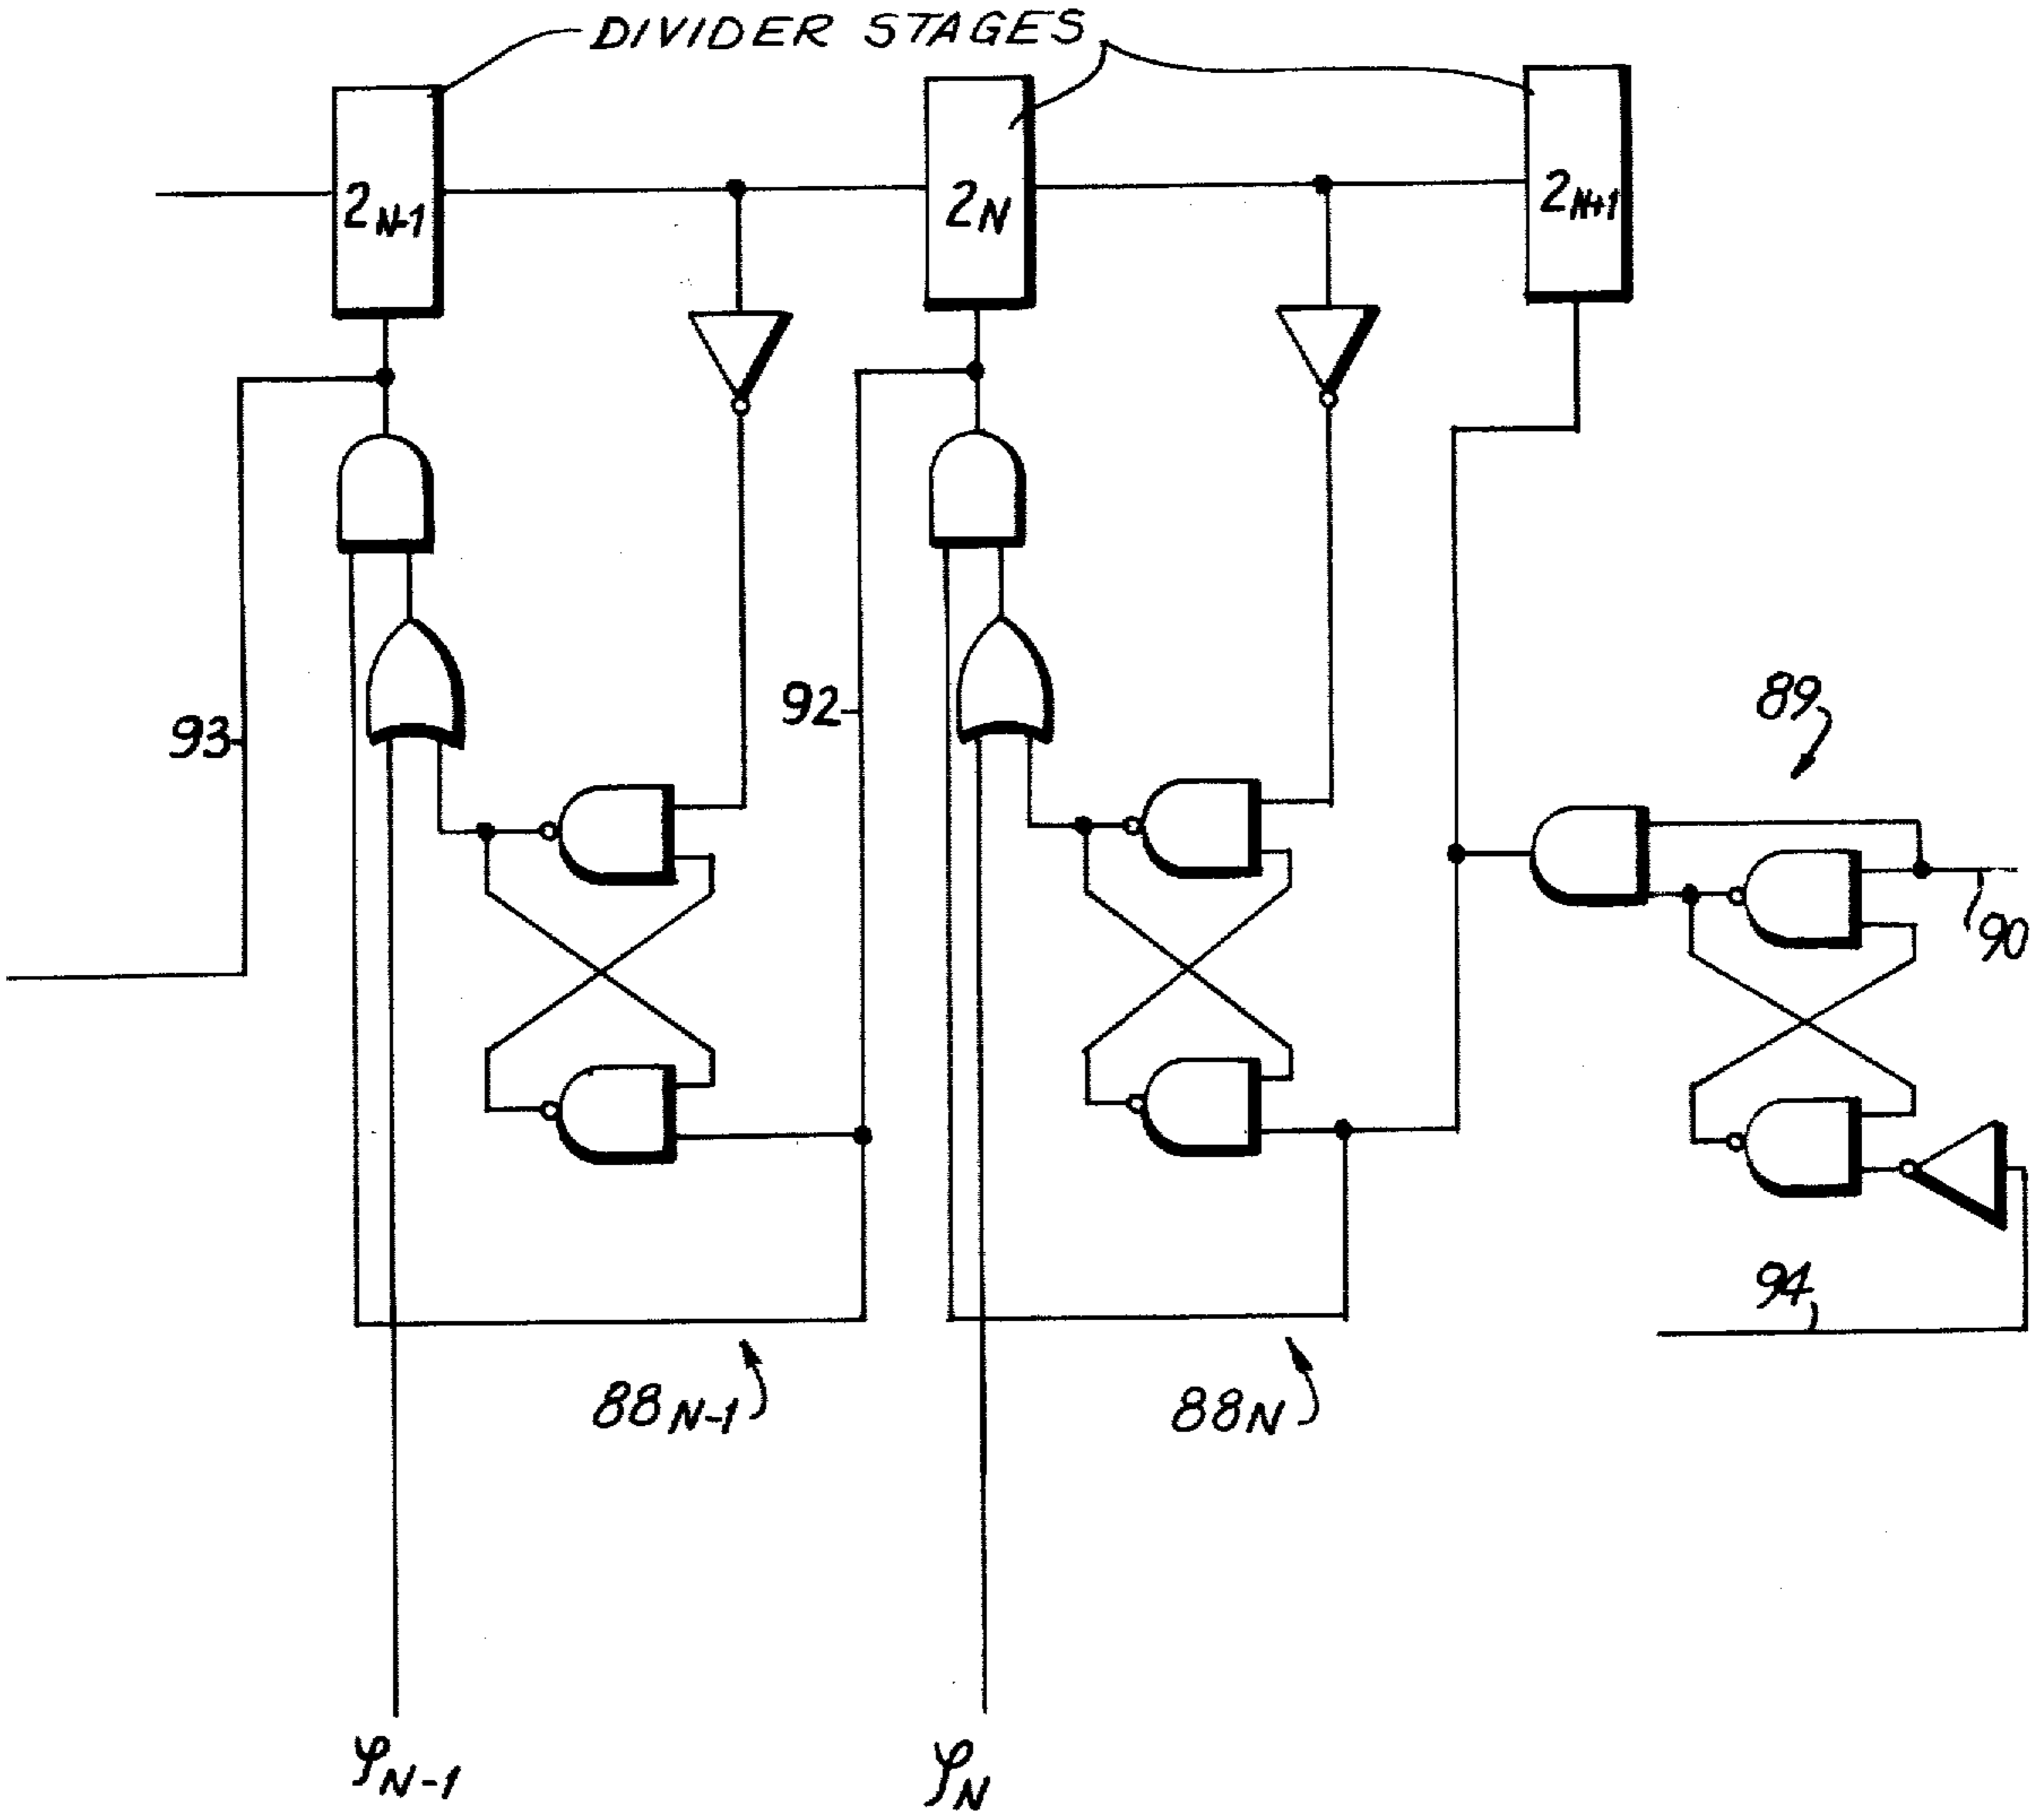 DIVIDER STAGES
2N-1
2N
2N+1
93
92
89
90
94
88N-1
88N
φN-1
φN